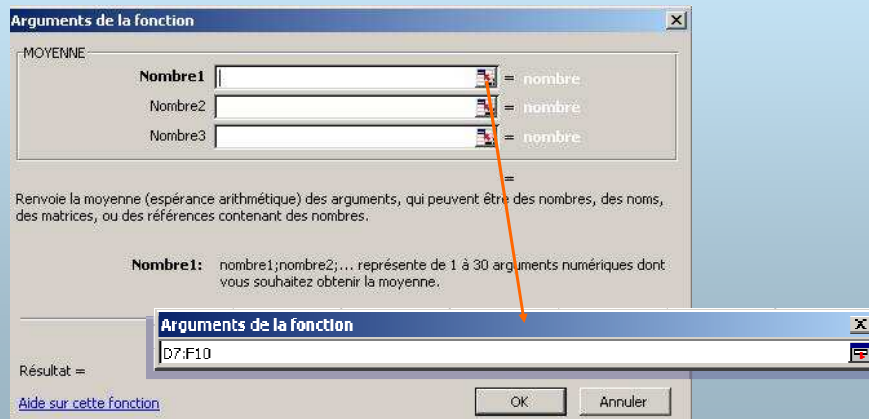 Arguments de la fonction
MOYENNE
Nombre1 = nombre
Nombre2 = nombre
Nombre3 = nombre
=
Renvoie la moyenne (espérance arithmétique) des arguments, qui peuvent être des nombres, des noms,
des matrices, ou des références contenant des nombres.
Nombre1: nombre1;nombre2;... représente de 1 à 30 arguments numériques dont
vous souhaitez obtenir la moyenne.
Arguments de la fonction
D7:F10
Résultat =
Aide sur cette fonction OK Annuler